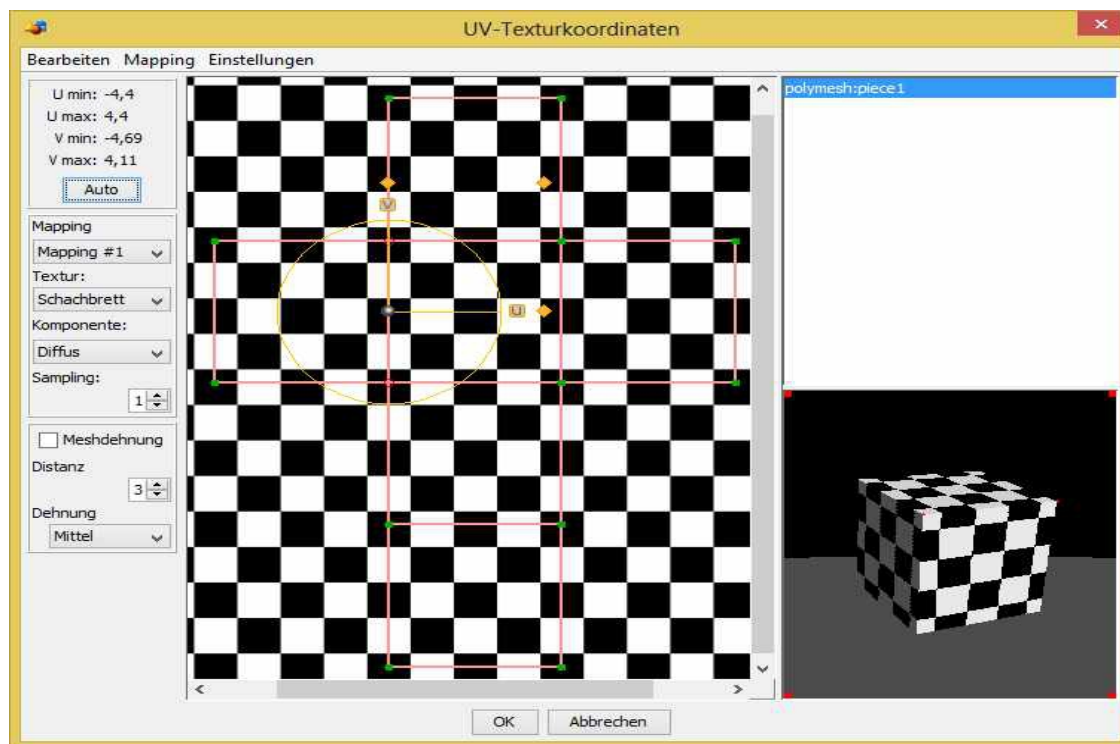 UV-Texturkoordinaten
Bearbeiten Mapping Einstellungen
U min: -4,4
U max: 4,4
V min: -4,69
V max: 4,11
Auto
Mapping
Mapping #1
Textur:
Schachbrett
Komponente:
Diffus
Sampling:
1
Meshdehnung
Distanz
3
Dehnung
Mittel
V
U
polymesh:piece1
OK
Abbrechen